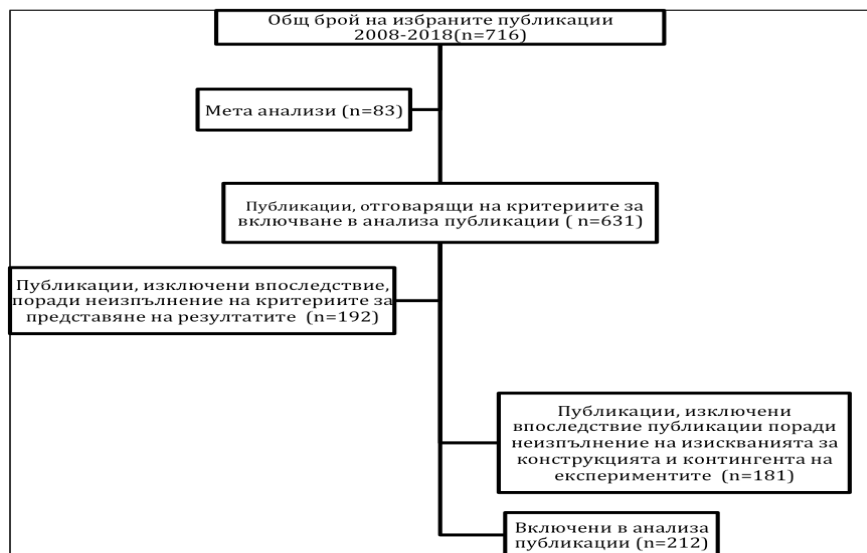 Общ брой на избраните публикации
2008-2018(n=716)
Мета анализи (n=83)
Публикации, отговарящи на критериите за
включване в анализа публикации ( n=631)
Публикации, изключени впоследствие,
поради неизпълнение на критериите за
представяне на резултатите (n=192)
Публикации, изключени
впоследствие публикации поради
неизпълнение на изискванията за
конструкцията и контингента на
експериментите (n=181)
Включени в анализа
публикации (n=212)